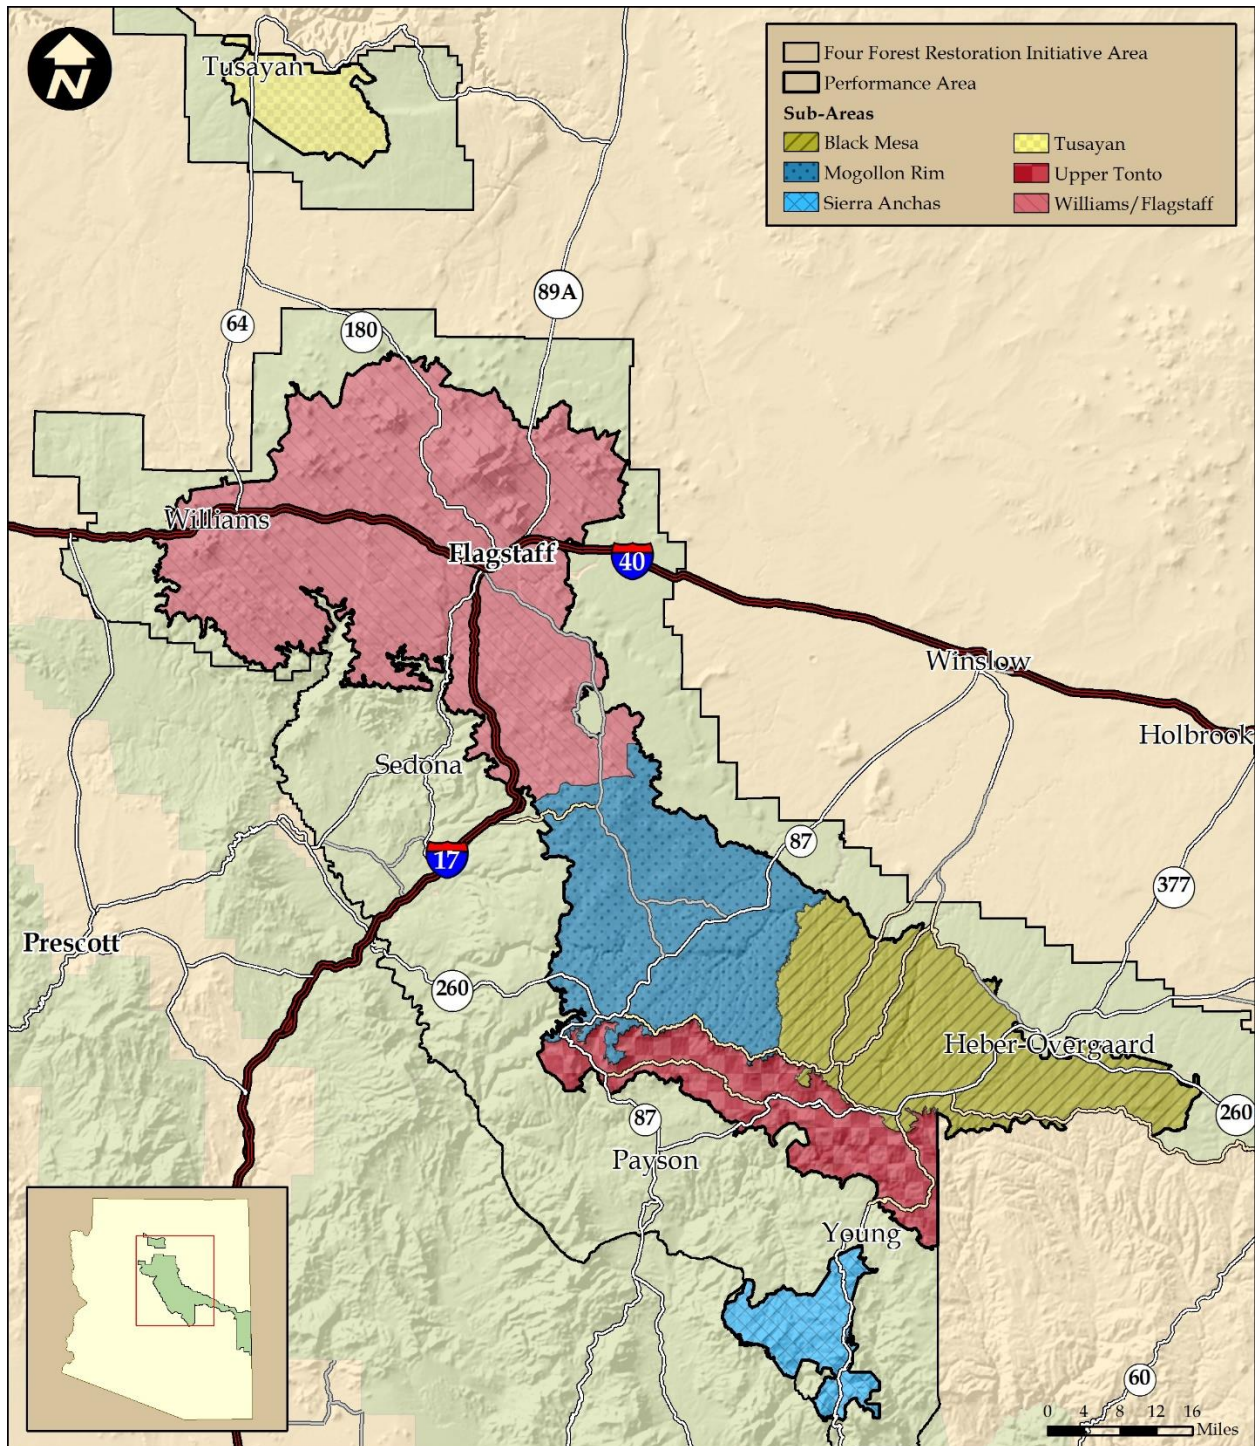 N
Tusayan
Four Forest Restoration Initiative Area
Performance Area
Sub-Areas
Black Mesa
Tusayan
Mogollon Rim
Upper Tonto
Sierra Anchas
Williams/Flagstaff
89A
64
180
Williams
Flagstaff
40
Winslow
Holbrook
Sedona
87
17
377
Prescott
260
Heber-Overgaard
87
260
Payson
Young
60
0 4 8 12 16
Miles